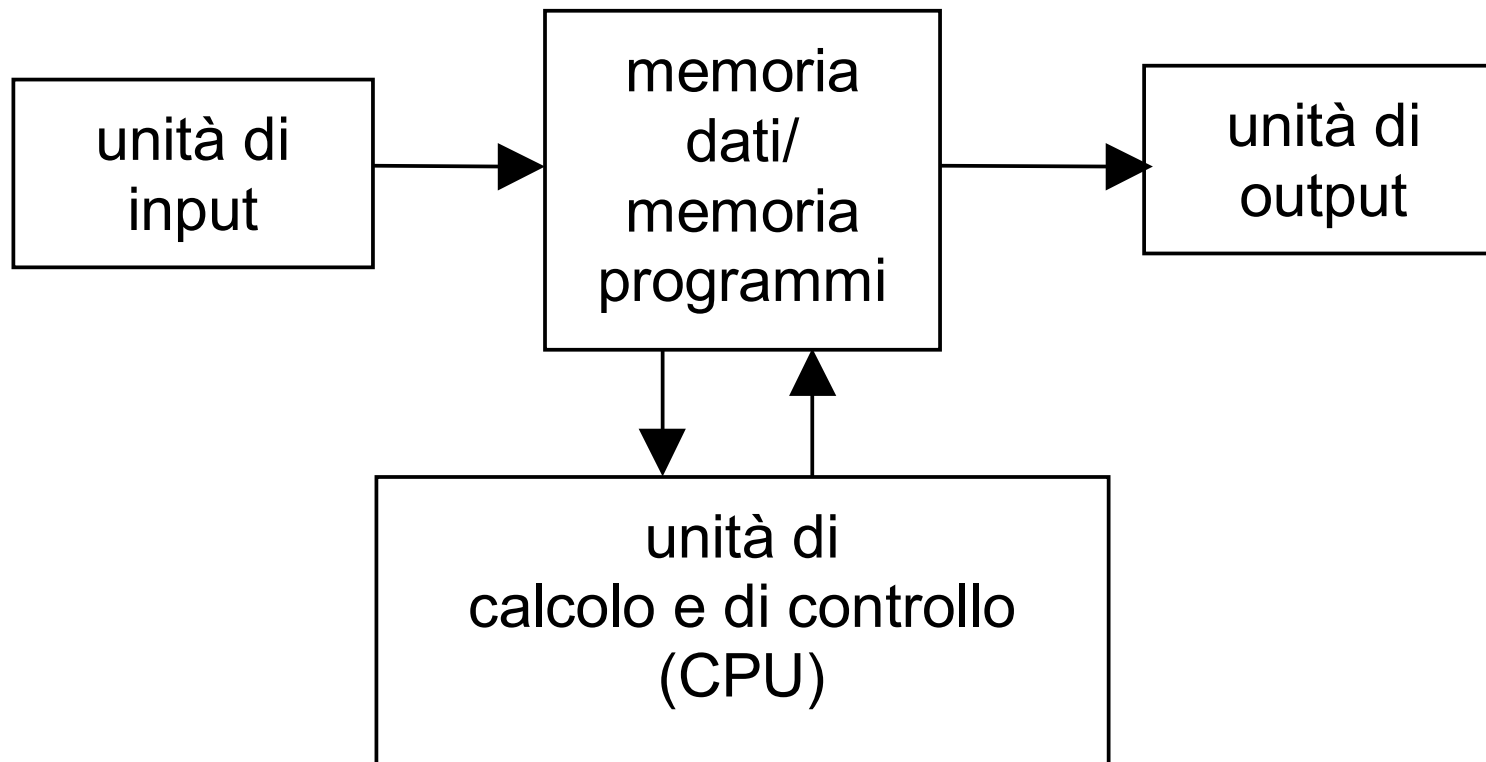 unità di
input
memoria
dati/
memoria
programmi
unità di
output
unità di
calcolo e di controllo
(CPU)